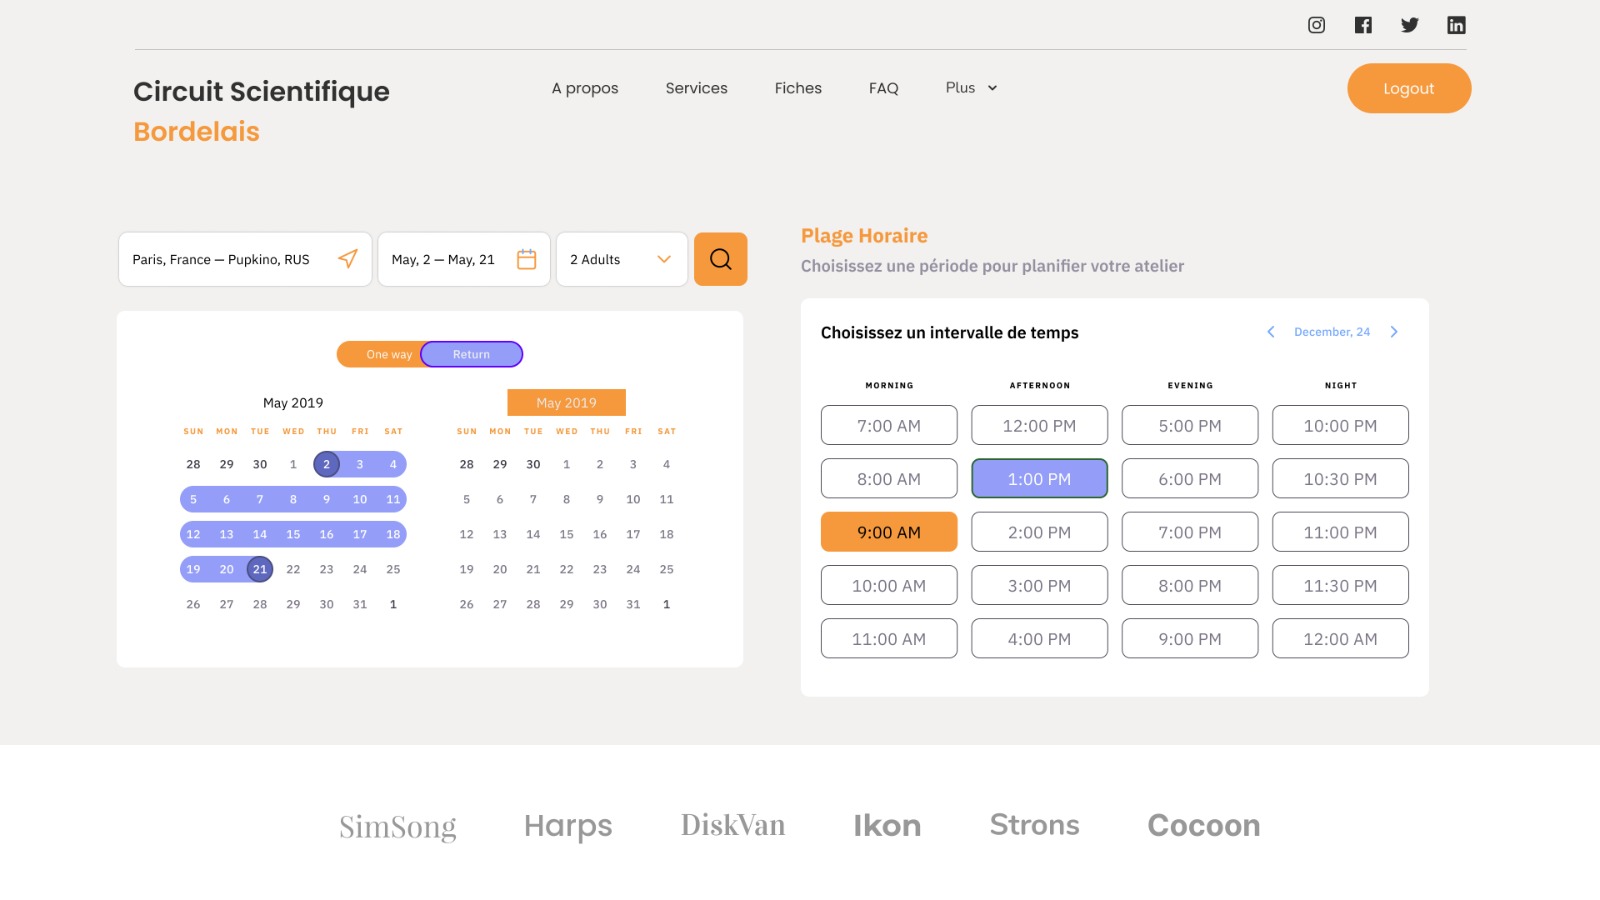 Circuit Scientifique
Bordelais
A propos Services Fiches FAQ Plus
Logout
Paris, France — Pupkino, RUS
May, 2 — May, 21
2 Adults
One way Return
May 2019
SUN MON TUE WED THU FRI SAT
28 29 30 1 2 3 4
5 6 7 8 9 10 11
12 13 14 15 16 17 18
19 20 21 22 23 24 25
26 27 28 29 30 31 1
May 2019
SUN MON TUE WED THU FRI SAT
28 29 30 1 2 3 4
5 6 7 8 9 10 11
12 13 14 15 16 17 18
19 20 21 22 23 24 25
26 27 28 29 30 31 1
Plage Horaire
Choisissez une période pour planifier votre atelier
Choisissez un intervalle de temps
December, 24
MORNING AFTERNOON EVENING NIGHT
7:00 AM 12:00 PM 5:00 PM 10:00 PM
8:00 AM 1:00 PM 6:00 PM 10:30 PM
9:00 AM 2:00 PM 7:00 PM 11:00 PM
10:00 AM 3:00 PM 8:00 PM 11:30 PM
11:00 AM 4:00 PM 9:00 PM 12:00 AM
SimSong Harps DiskVan Ikon Strons Cocoon